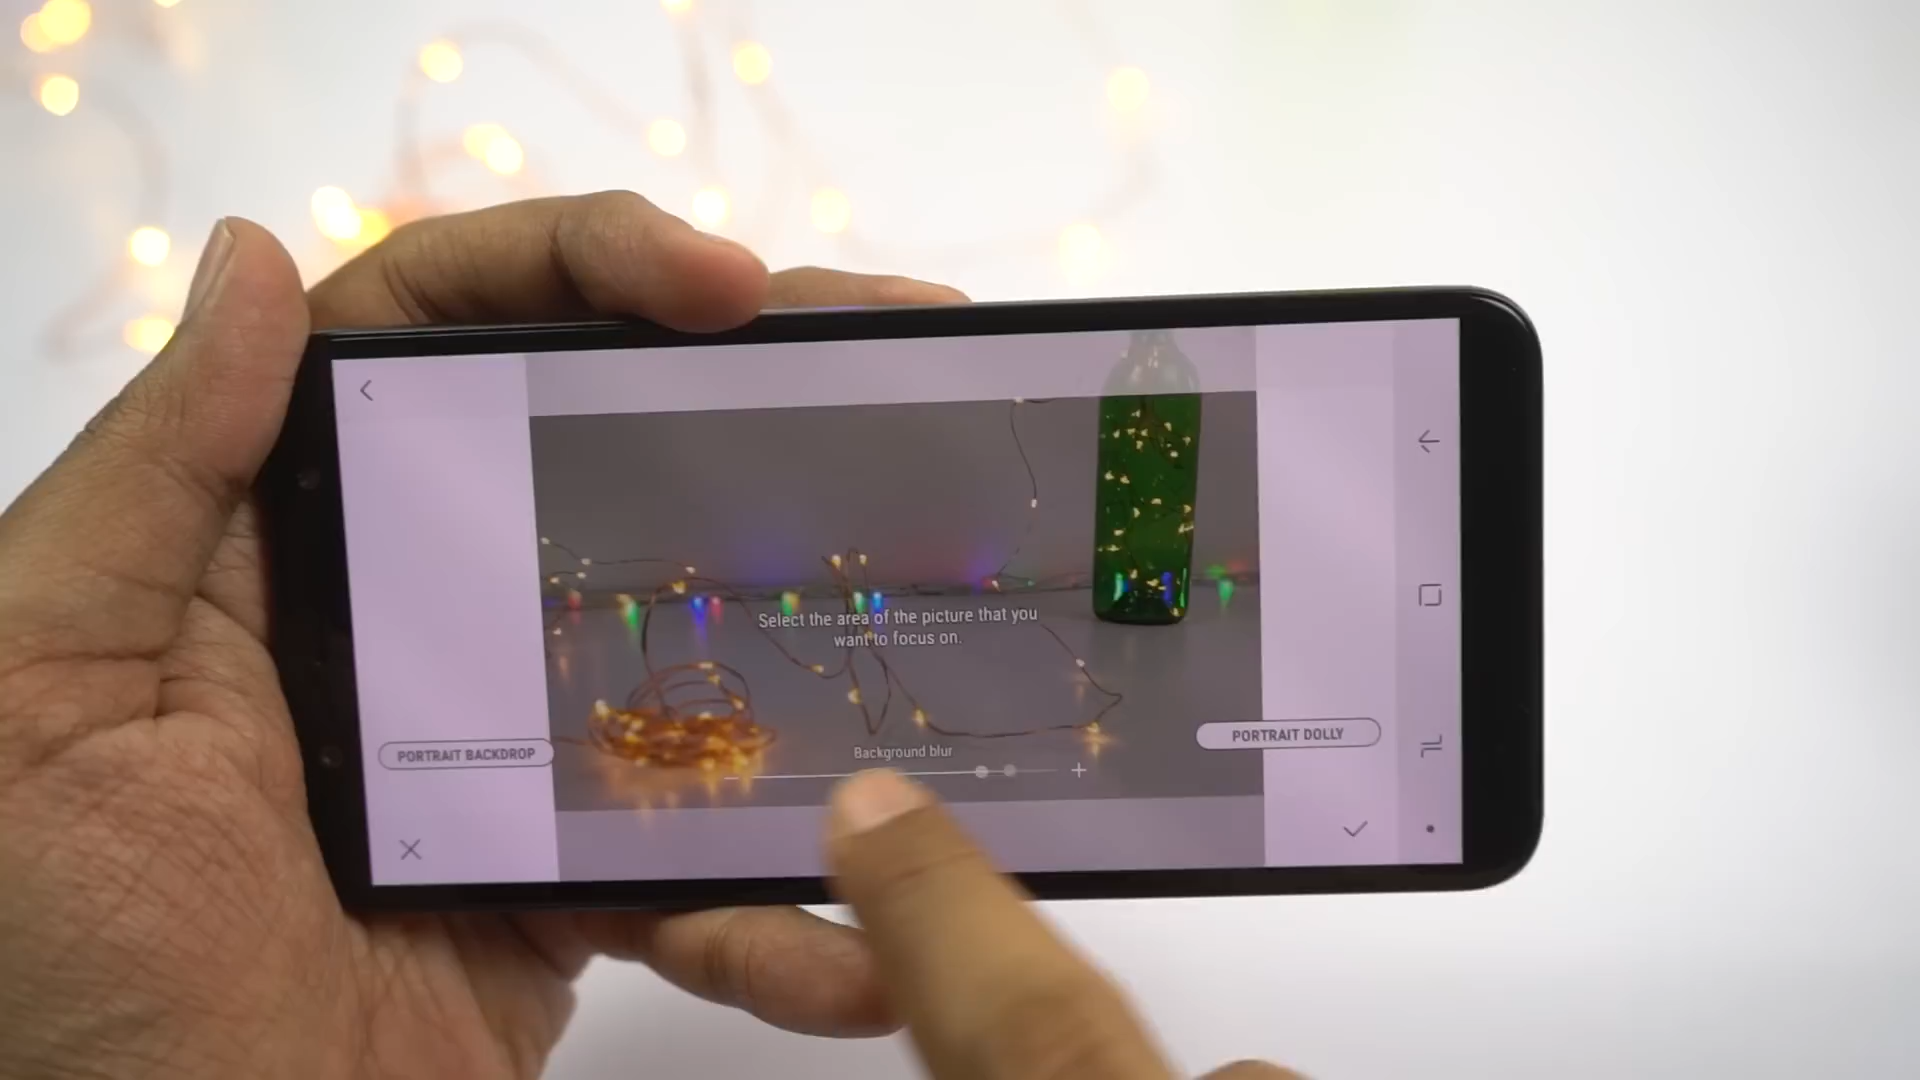 Select the area of the picture that you
want to focus on.
PORTRAIT BACKDROP
PORTRAIT DOLLY
Background blur